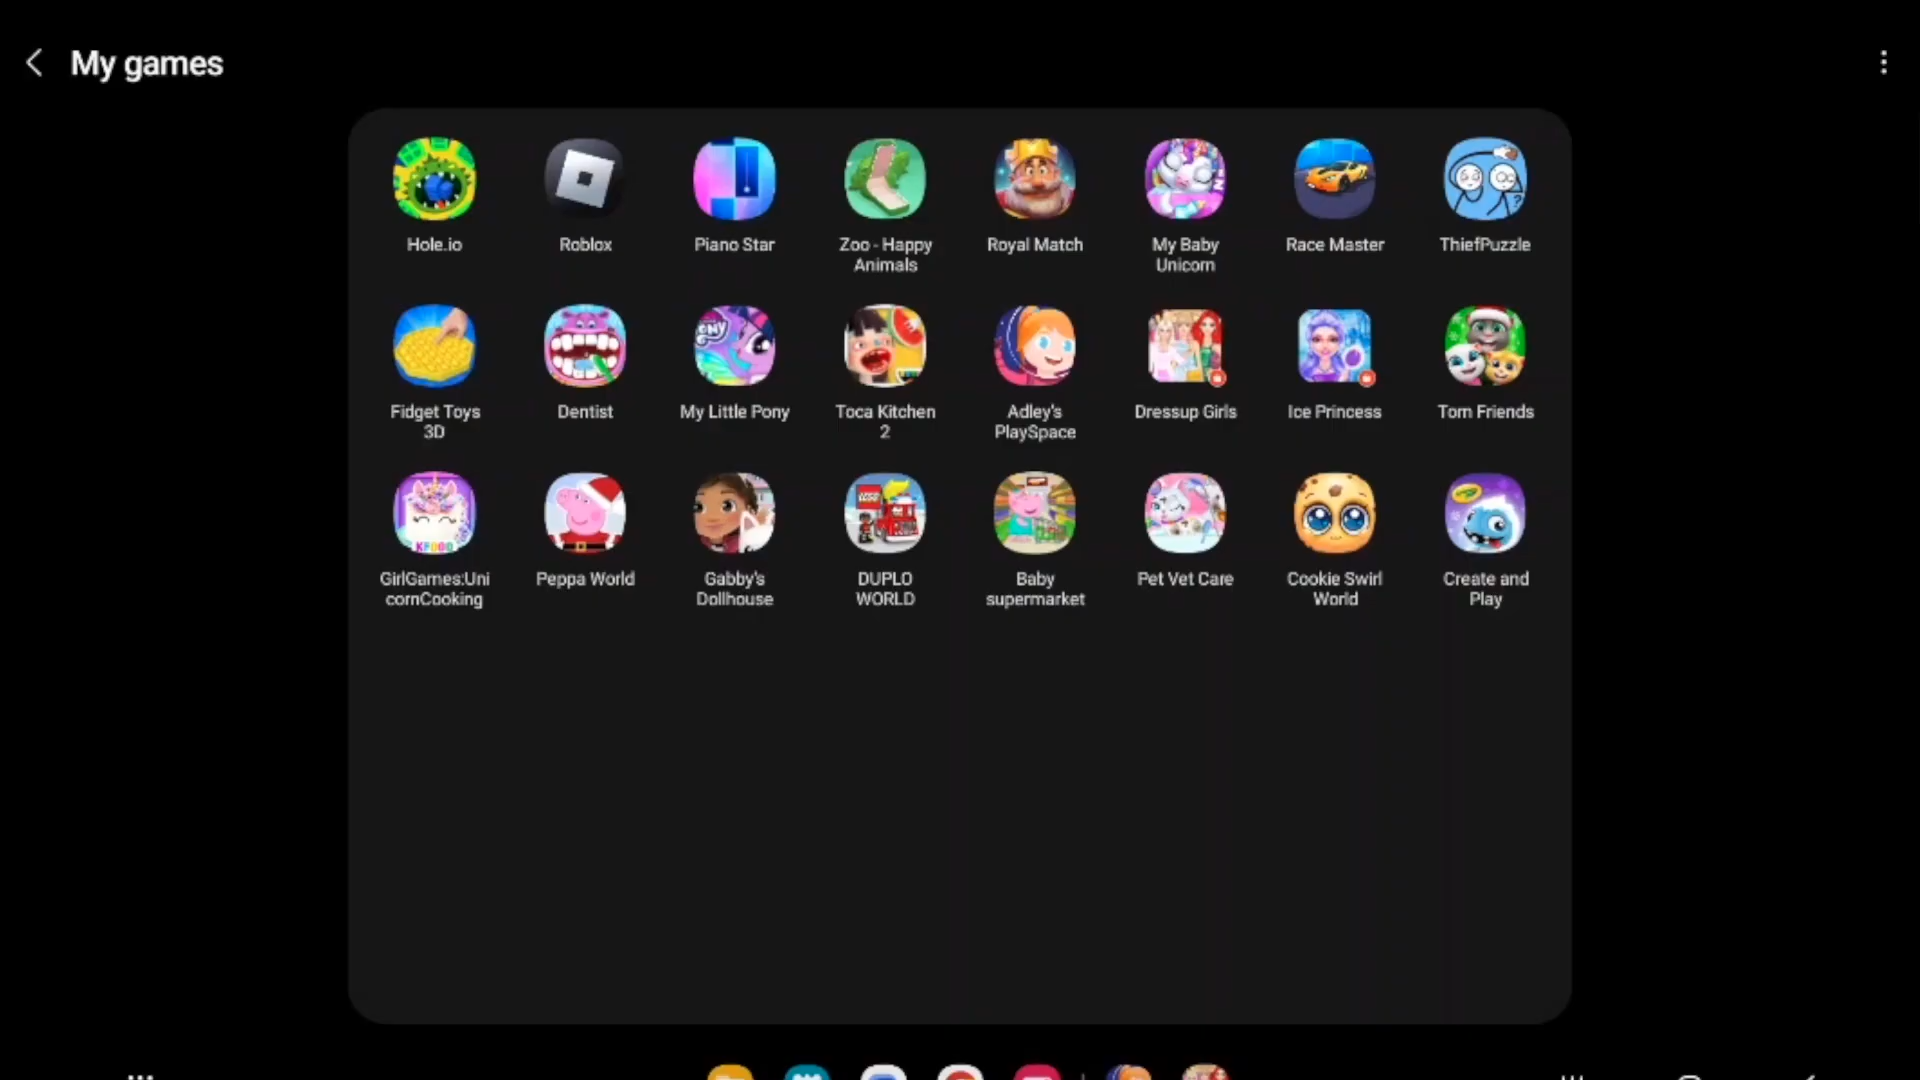 My games
Hole.io
Roblox
Piano Star
Zoo - Happy
Animals
Royal Match
My Baby
Unicorn
Race Master
ThiefPuzzle
Fidget Toys
3D
Dentist
My Little Pony
Toca Kitchen
2
Adley's
PlaySpace
Dressup Girls
Ice Princess
Tom Friends
GirlGames:Uni
cornCooking
Peppa World
Gabby's
Dollhouse
DUPLO
WORLD
Baby
supermarket
Pet Vet Care
Cookie Swirl
World
Create and
Play